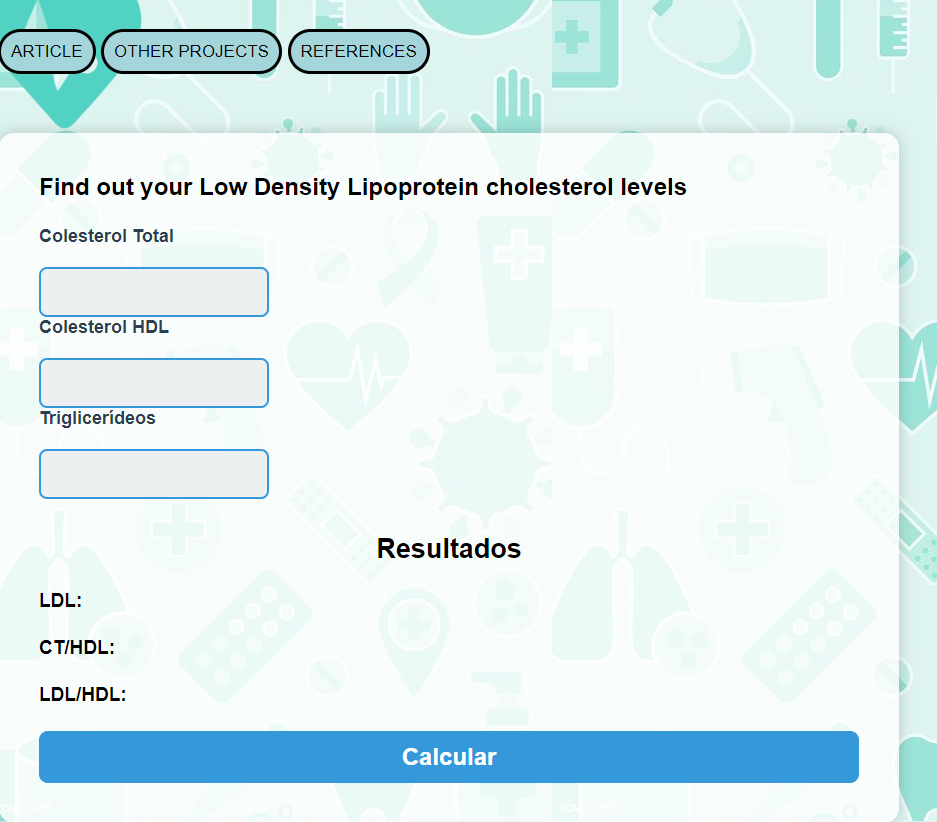 ARTICLE OTHER PROJECTS REFERENCES
Find out your Low Density Lipoprotein cholesterol levels
Colesterol Total
Colesterol HDL
Triglicerídeos
Resultados
LDL:
CT/HDL:
LDL/HDL:
Calcular